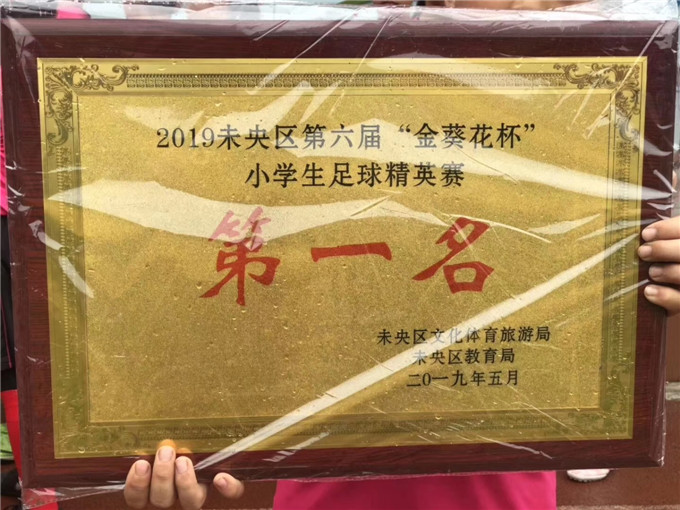 2019未央区第六届“金葵花杯”
小学生足球精英赛
第一名
未央区文化体育旅游局
未央区教育局
二0一九年五月